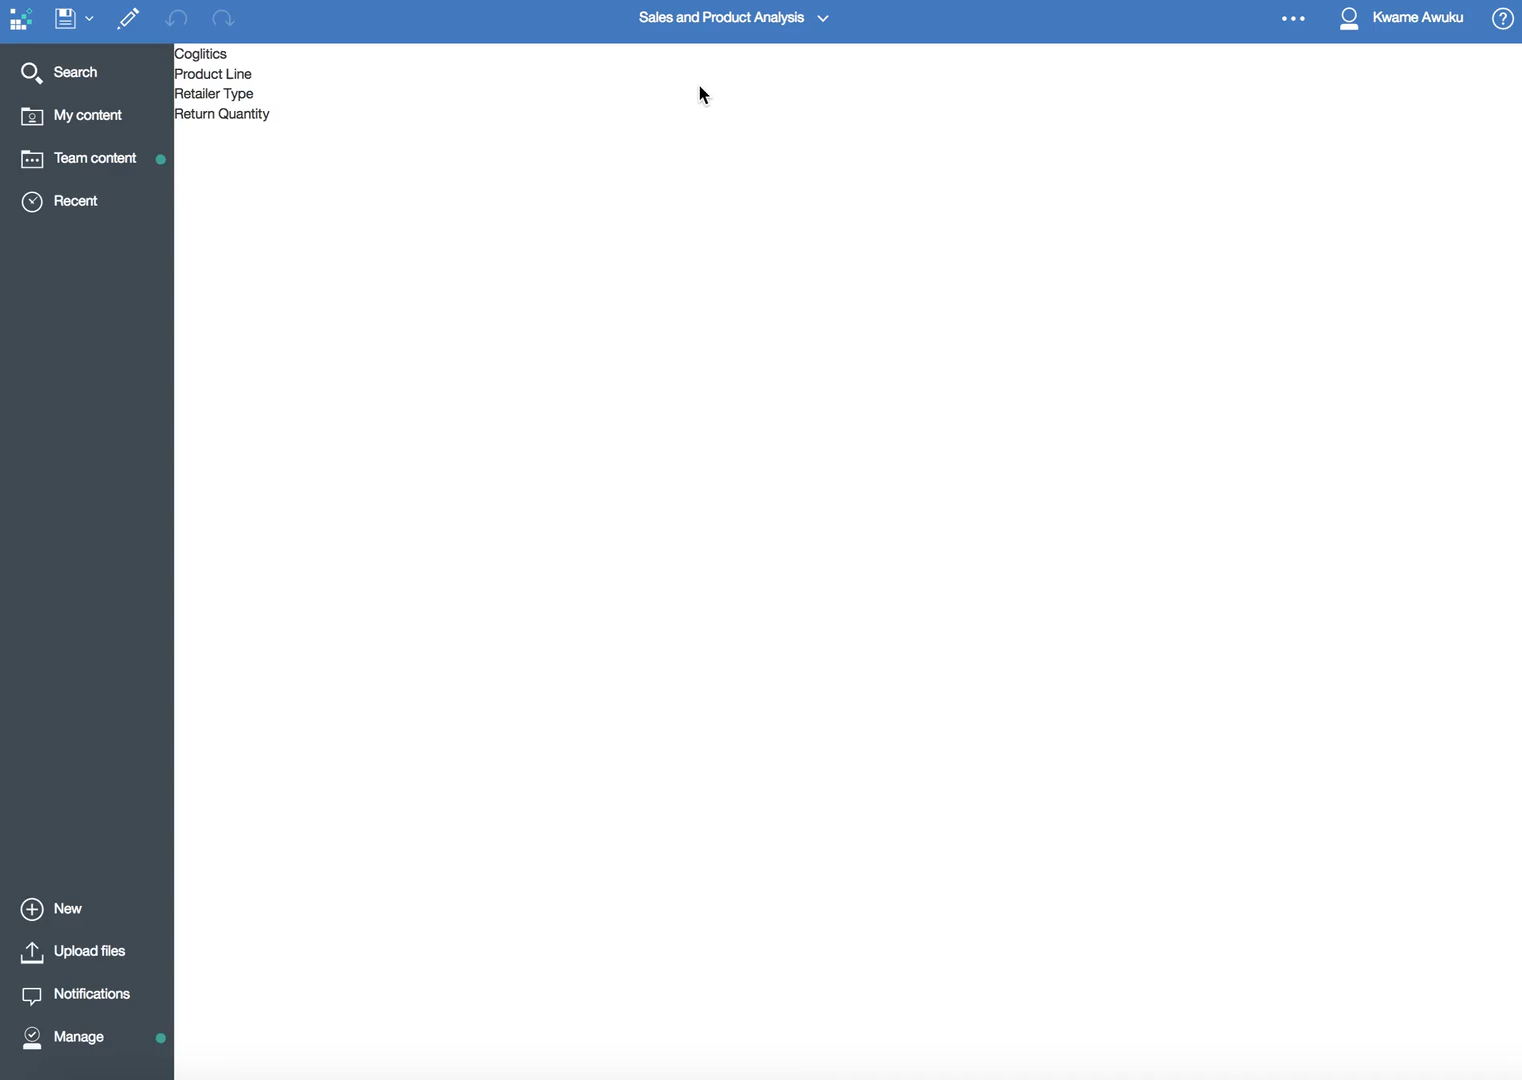 Sales and Product Analysis
Kwame Awuku
Search
My content
Team content
Recent
Coglitics
Product Line
Retailer Type
Return Quantity
New
Upload files
Notifications
Manage